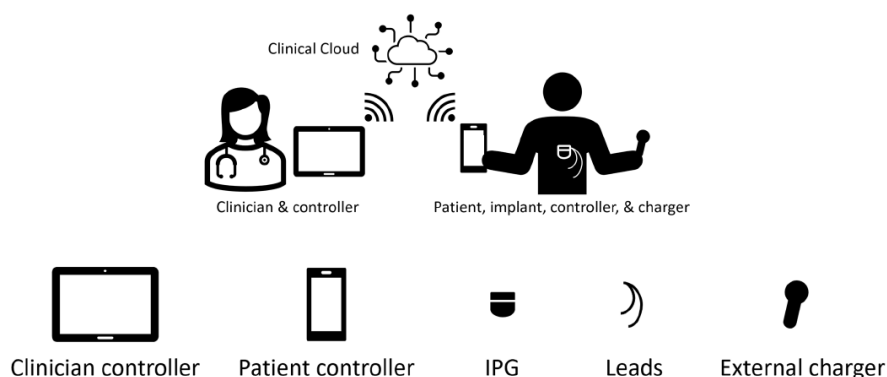 Clinical Cloud
Clinician & controller
Patient, implant, controller, & charger
Clinician controller
Patient controller
IPG
Leads
External charger